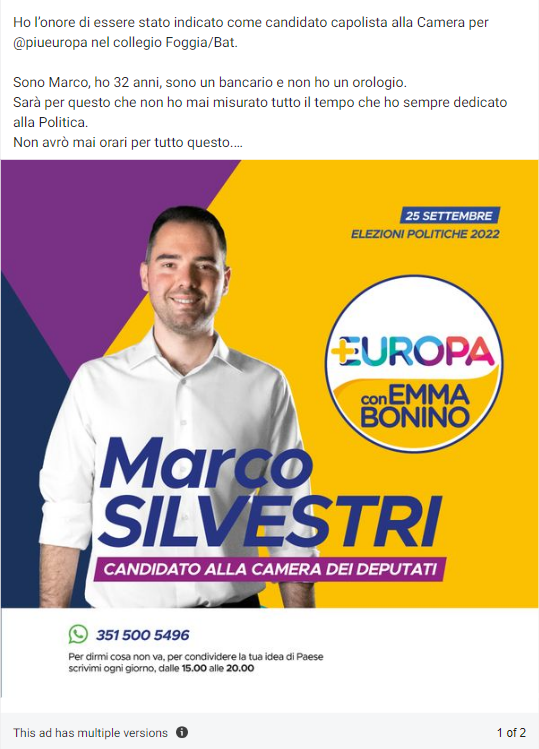 Ho l'onore di essere stato indicato come candidato capolista alla Camera per
@piueuropa nel collegio Foggia/Bat.
Sono Marco, ho 32 anni, sono un bancario e non ho un orologio.
Sarà per questo che non ho mai misurato tutto il tempo che ho sempre dedicato
alla Politica.
Non avrò mai orari per tutto questo....
25 SETTEMBRE
ELEZIONI POLITICHE 2022
+EUROPA
con EMMA
BONINO
Marco
SILVESTRI
CANDIDATO ALLA CAMERA DEI DEPUTATI
351 500 5496
Per dirmi cosa non va, per condividere la tua idea di Paese
scrivimi ogni giorno, dalle 15.00 alle 20.00
This ad has multiple versions
1 of 2